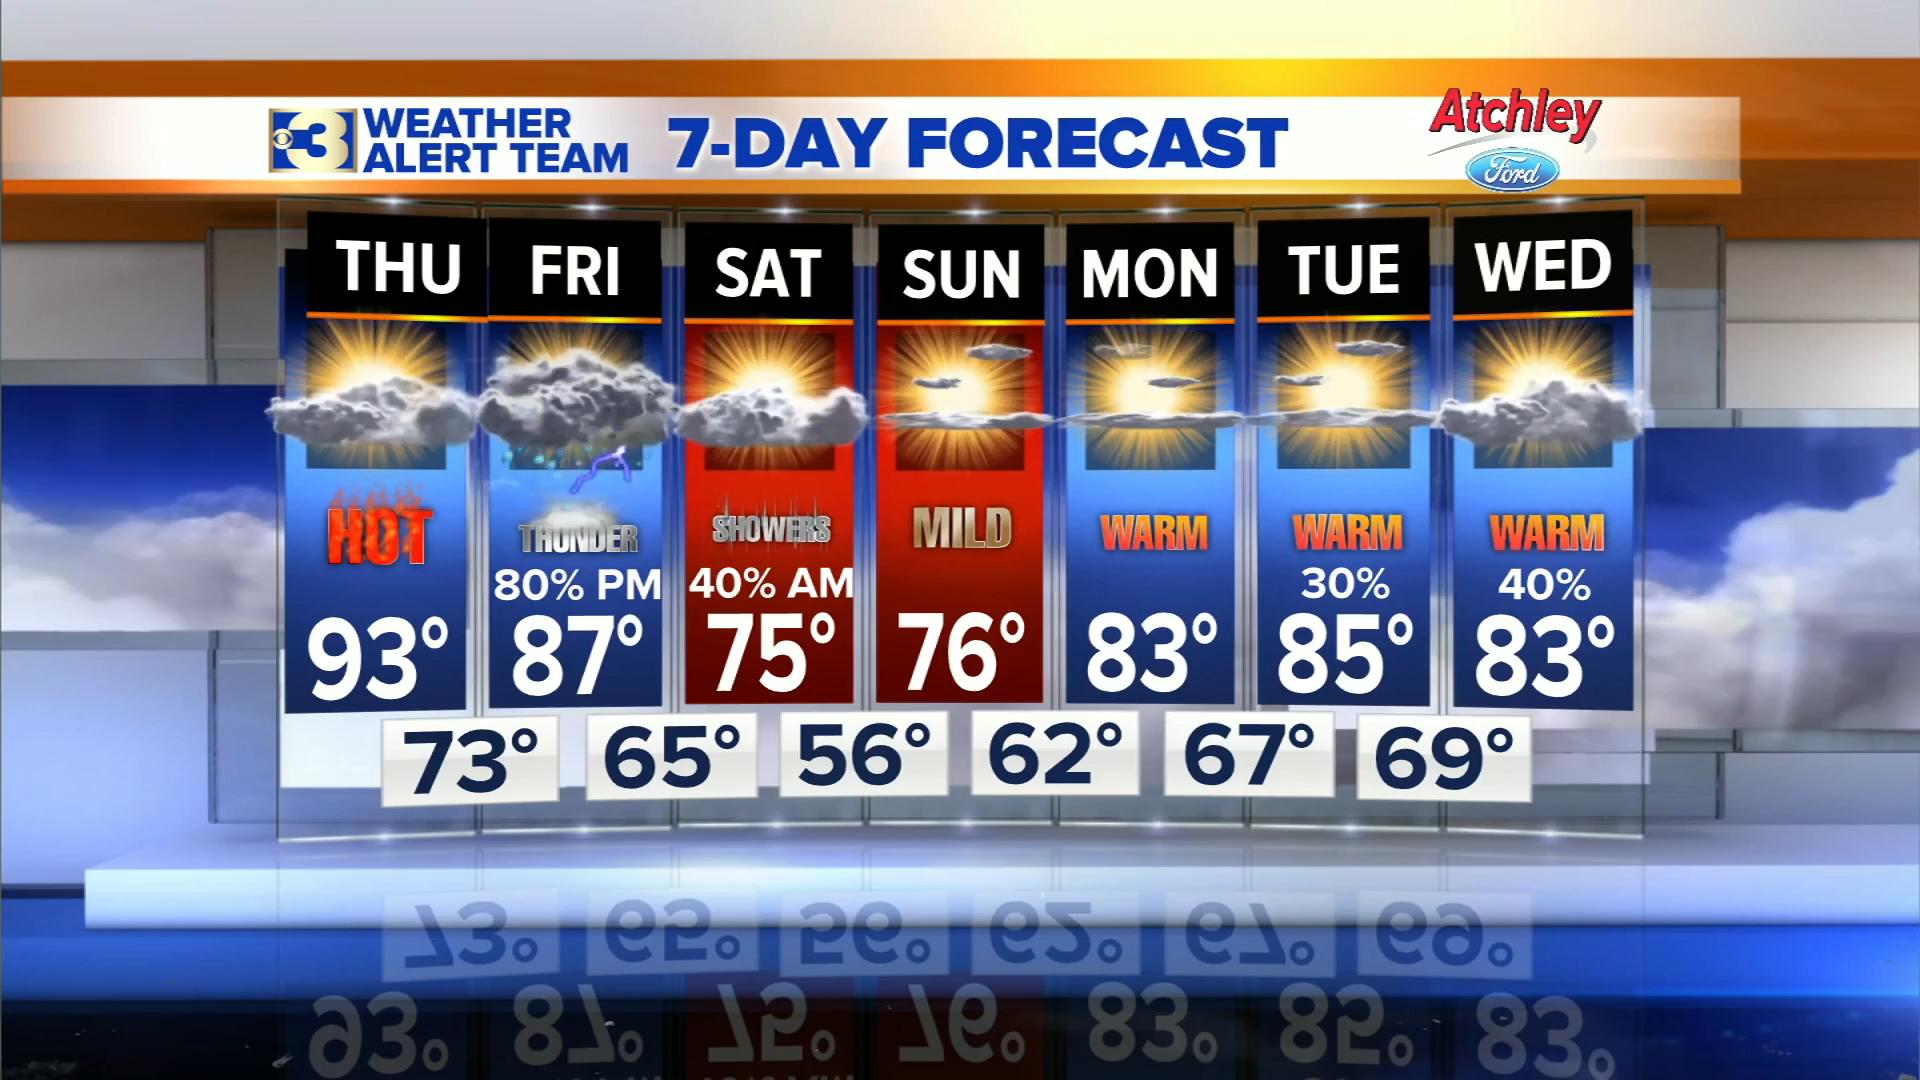 3 WEATHER
ALERT TEAM
7-DAY FORECAST
Atchley
Ford
THU FRI SAT SUN MON TUE WED
HOT THUNDER SHOWERS MILD WARM WARM WARM
80% PM 40% AM 30% 40%
93° 87° 75° 76° 83° 85° 83°
73° 65° 56° 62° 67° 69°